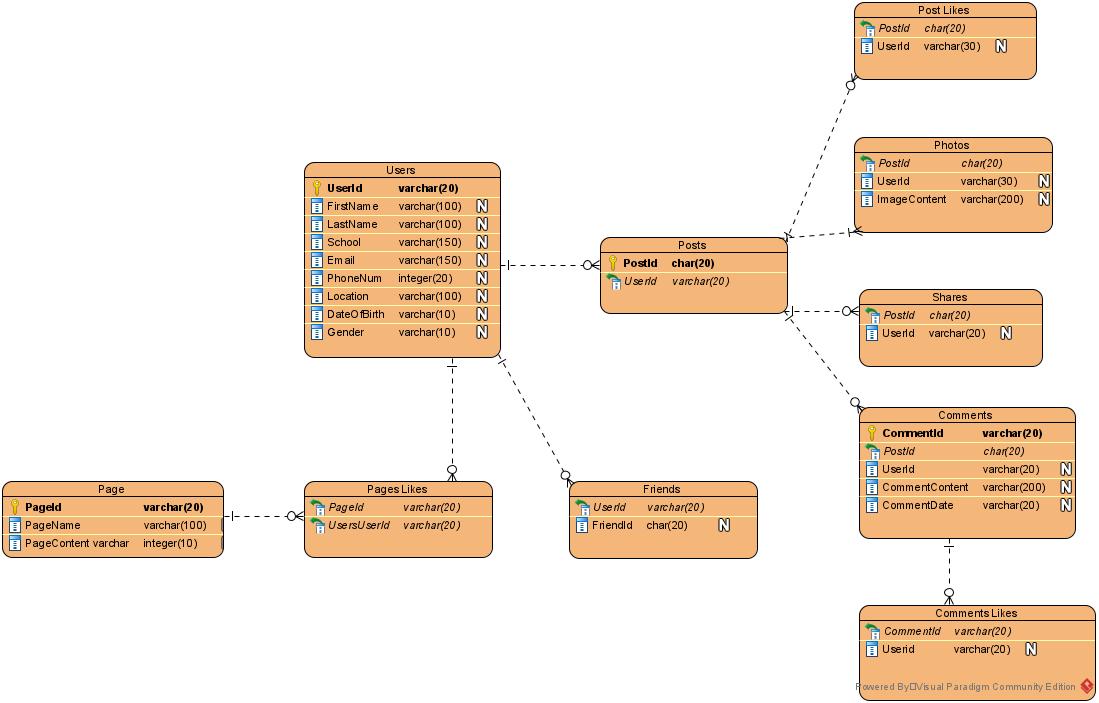 Post Likes
PostId char(20)
UserId varchar(30) N
Photos
PostId char(20)
UserId varchar(30) N
ImageContent varchar(200) N
Users
UserId varchar(20)
FirstName varchar(100) N
LastName varchar(100) N
School varchar(150) N
Email varchar(150) N
PhoneNum integer(20) N
Location varchar(100) N
DateOfBirth varchar(10) N
Gender varchar(10) N
Posts
PostId char(20)
UserId varchar(20)
Shares
PostId char(20)
UserId varchar(20) N
Comments
CommentId varchar(20)
PostId char(20)
UserId varchar(20) N
CommentContent varchar(200) N
CommentDate varchar(20) N
Page
PageId varchar(20)
PageName varchar(100)
PageContent varchar integer(10)
Pages Likes
PageId varchar(20)
UsersUserId varchar(20)
Friends
UserId varchar(20)
FriendId char(20) N
Comments Likes
CommentId varchar(20)
Userid varchar(20) N
Powered By Visual Paradigm Community Edition